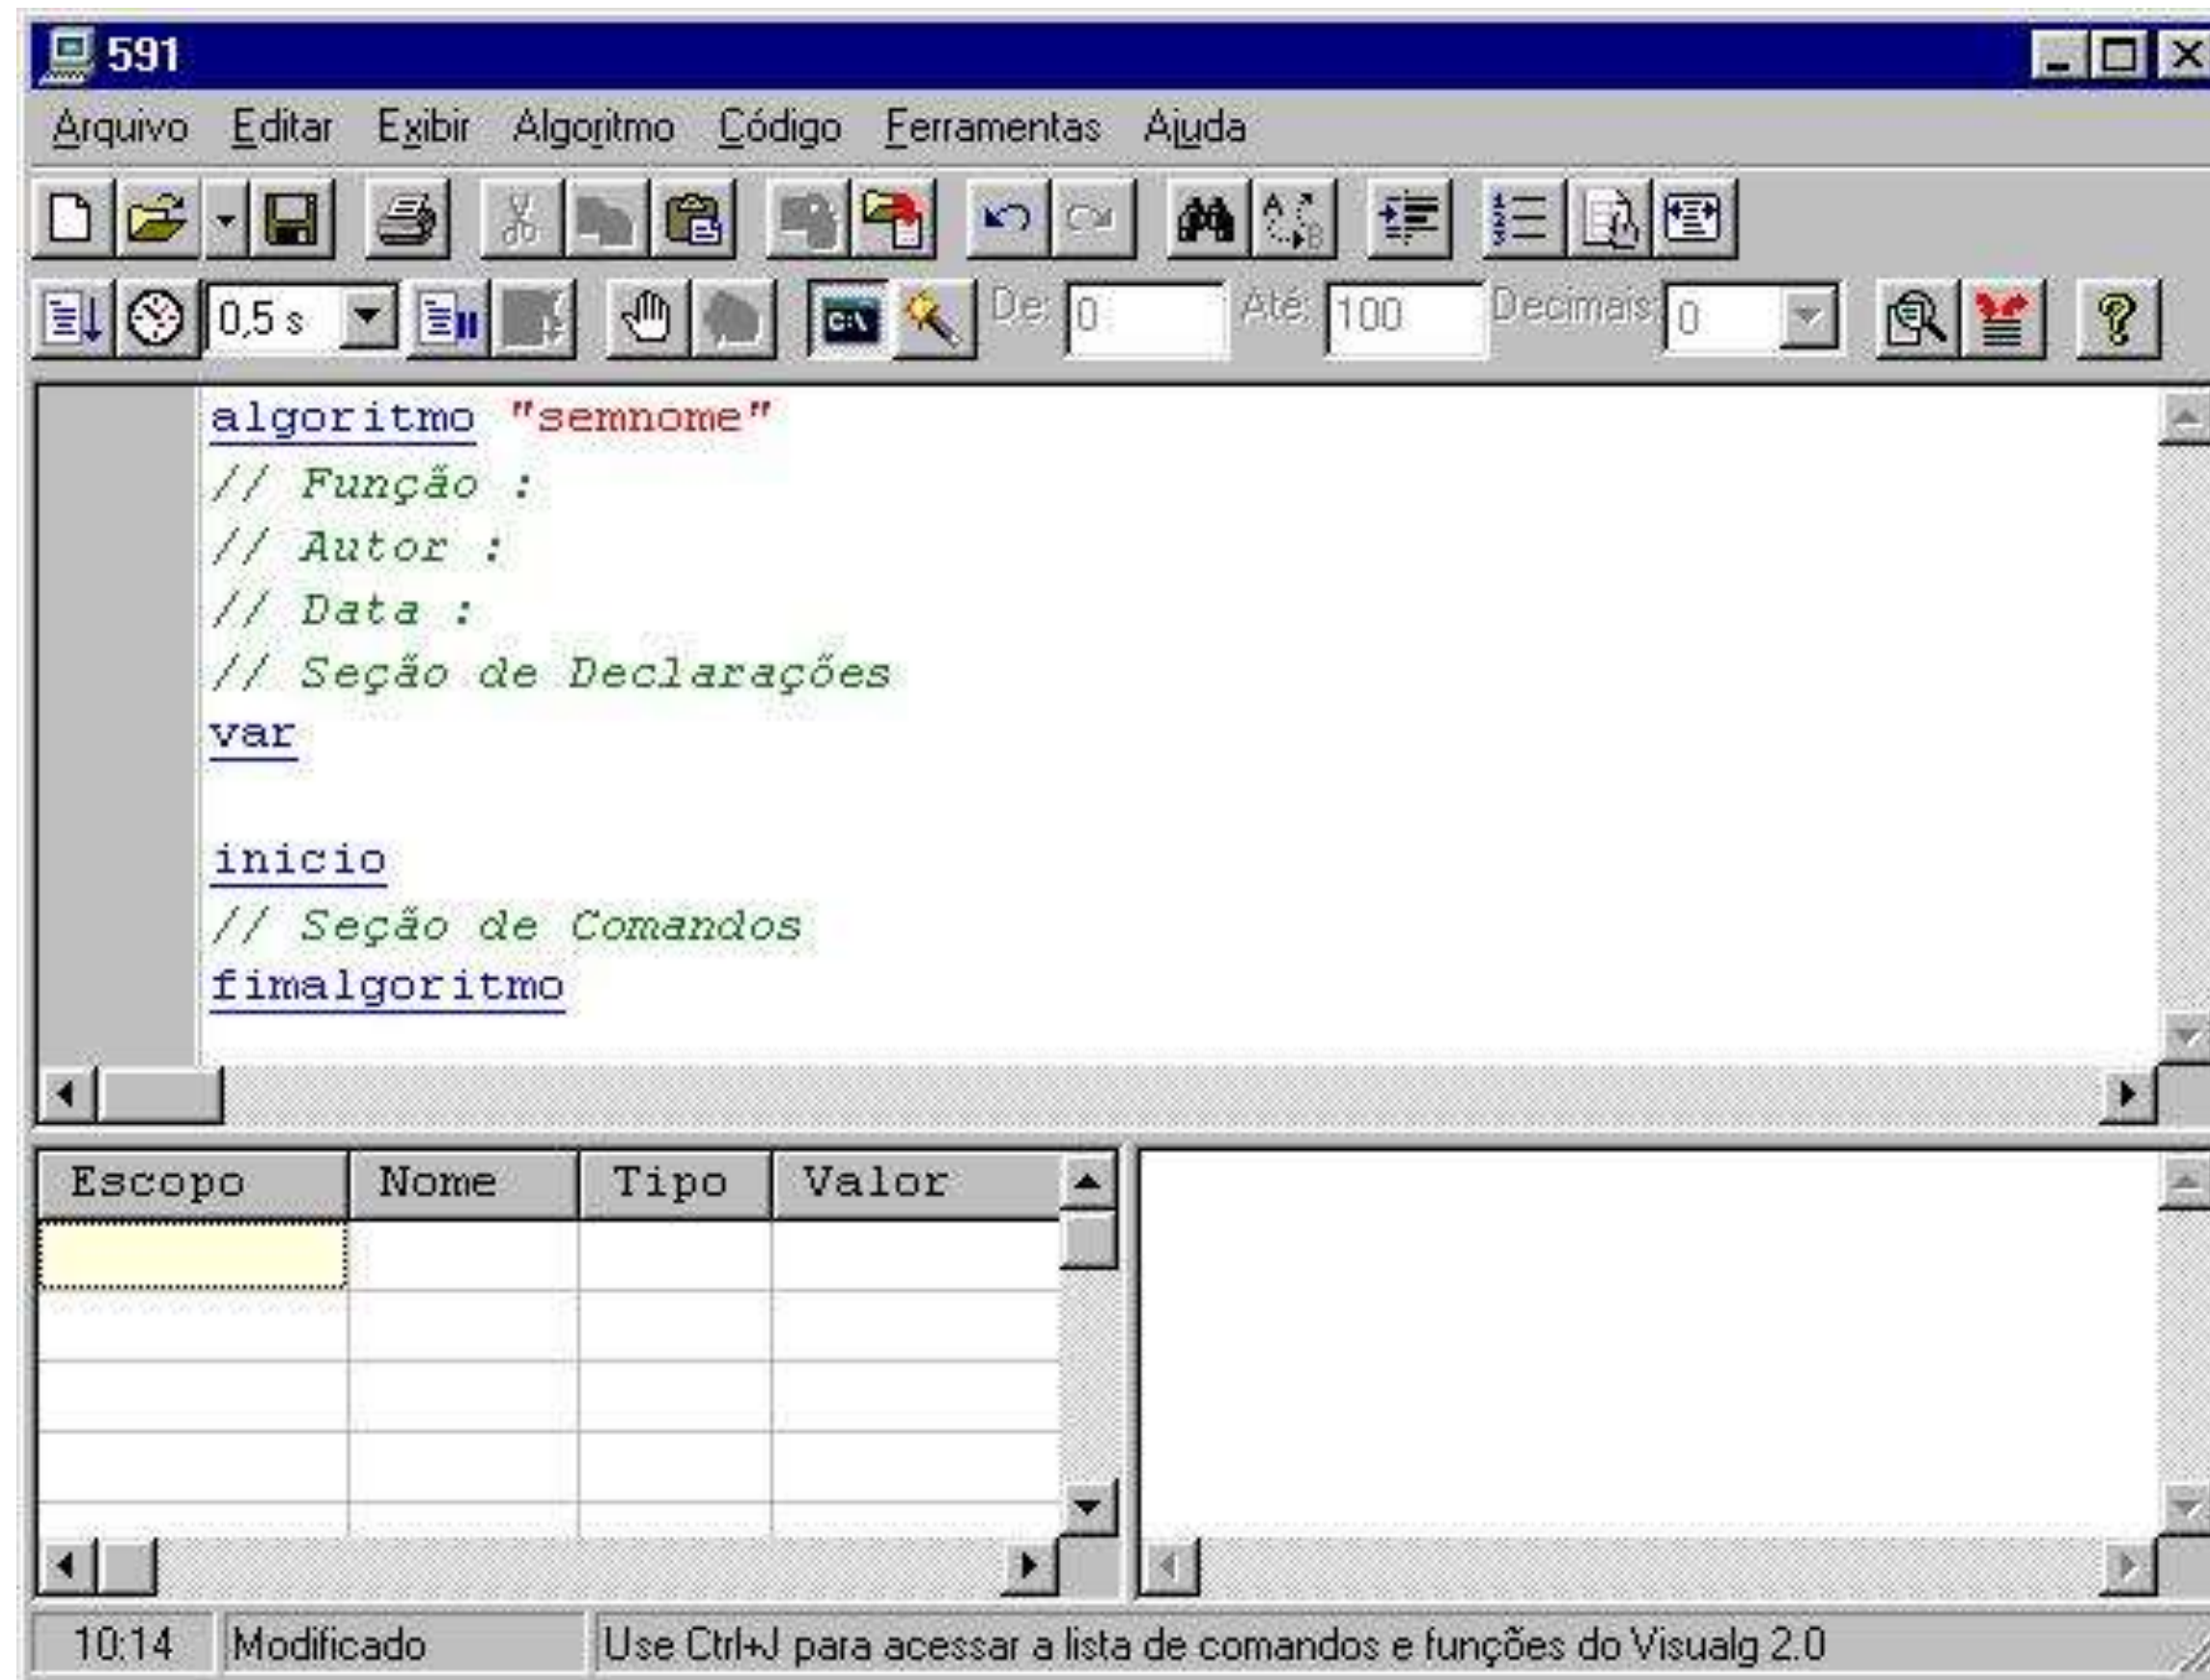 591
Arquivo Editar Exibir Algoritmo Código Ferramentas Ajuda
0,5 s De: 0 Até: 100 Decimais: 0
algoritmo "semnome"
// Função :
// Autor :
// Data :
// Seção de Declarações
var
inicio
// Seção de Comandos
fimalgoritmo
Escopo Nome Tipo Valor
10:14 Modificado Use Ctrl+J para acessar a lista de comandos e funções do Visualg 2.0